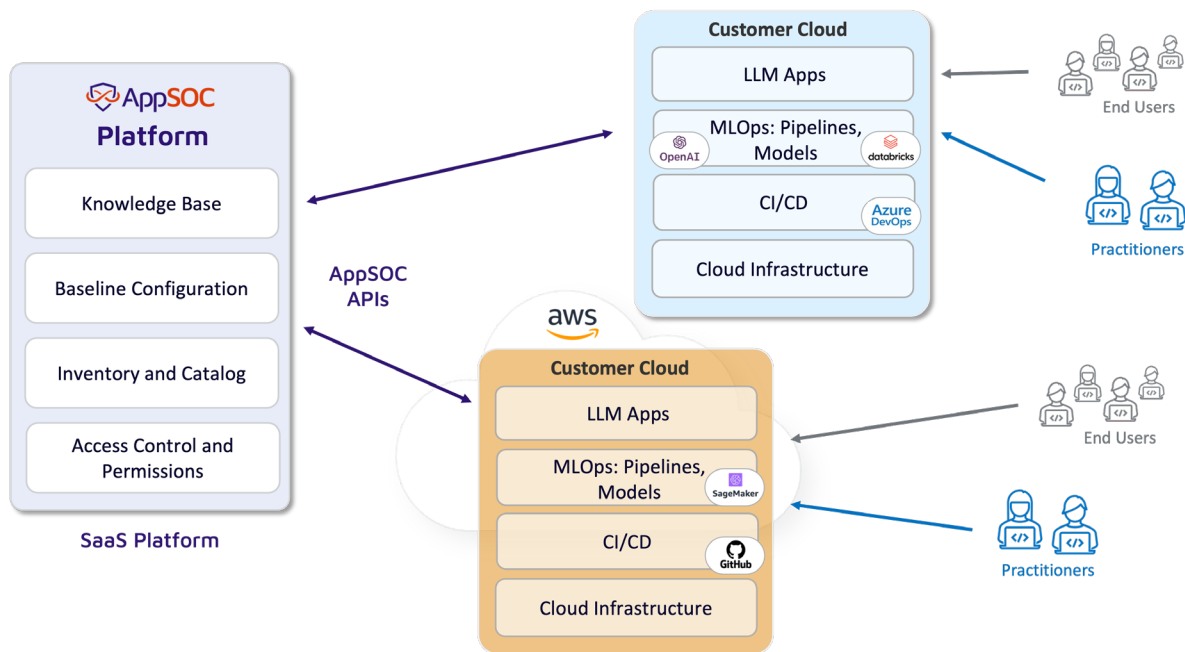 AppSOC
Platform
Knowledge Base
Baseline Configuration
Inventory and Catalog
Access Control and
Permissions
SaaS Platform
AppSOC
APIs
Customer Cloud
LLM Apps
MLOps: Pipelines,
Models
OpenAI
databricks
CI/CD
Azure
DevOps
Cloud Infrastructure
End Users
Practitioners
aws
Customer Cloud
LLM Apps
MLOps: Pipelines,
Models
SageMaker
CI/CD
GitHub
Cloud Infrastructure
End Users
Practitioners